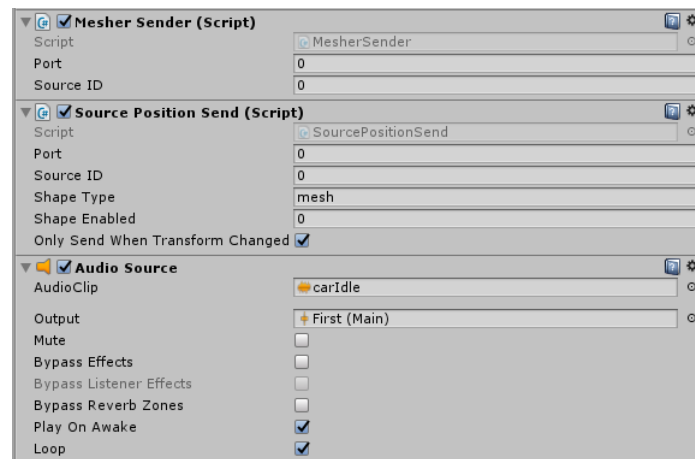 Mesher Sender (Script)
Script MesherSender
Port 0
Source ID 0
Source Position Send (Script)
Script SourcePositionSend
Port 0
Source ID 0
Shape Type mesh
Shape Enabled 0
Only Send When Transform Changed
Audio Source
AudioClip carIdle
Output First (Main)
Mute
Bypass Effects
Bypass Listener Effects
Bypass Reverb Zones
Play On Awake
Loop